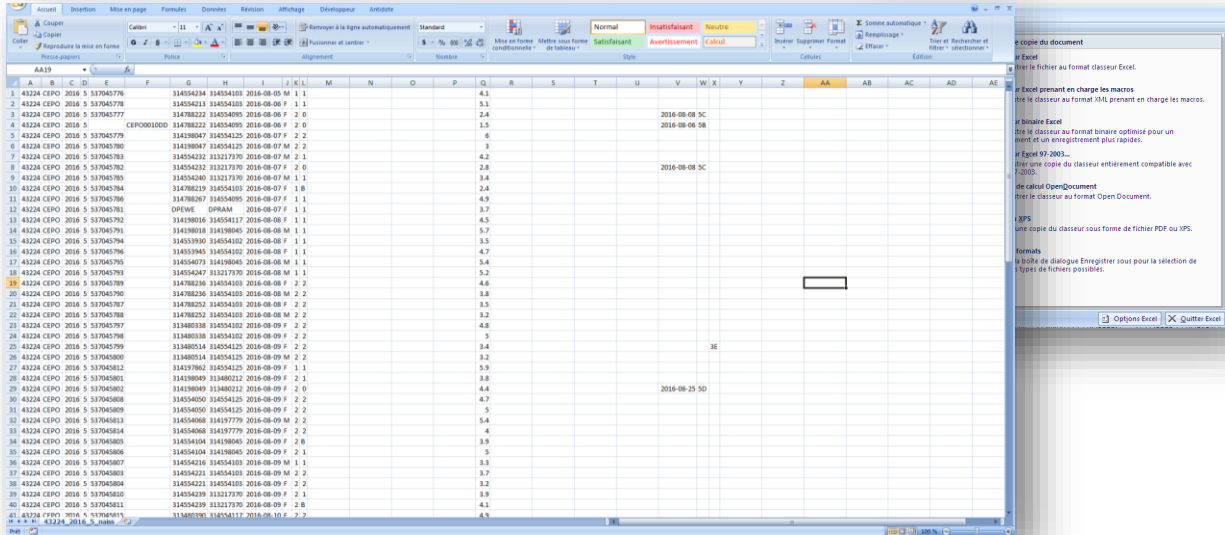 Accueil Insertion Mise en page Formules Données Révision Affichage Développeur Antidote
Couper
Copier
Coller
Reproduire la mise en forme
Calibri 11
Renvoyer à la ligne automatiquement
Fusionner et centrer
Standard
Mise en forme conditionnelle
Mettre sous forme de tableau
Normal Insatisfaisant Neutre
Satisfaisant Avertissement Calcul
Insérer Supprimer Format
Somme automatique
Remplissage
Effacer
Trier et filtrer
Rechercher et sélectionner
Presse-papiers Police Alignement Nombre Style Cellules Édition
AA19 fx
A B C D E F G H I J K L M N O P Q R S T U V W X Y Z AA AB AC AD AE
1 43224 CEPO 2016 5 537045776 314554234 314554103 2016-08-05 M 1 1 4.1
2 43224 CEPO 2016 5 537045778 314554213 314554103 2016-08-06 F 1 1 5.1
3 43224 CEPO 2016 5 537045777 314788222 314554095 2016-08-06 F 2 0 2.4 2016-08-08 5C
4 43224 CEPO 2016 5 CEPO0010DD 314788222 314554095 2016-08-06 F 2 0 1.5 2016-08-06 5B
5 43224 CEPO 2016 5 537045779 314198047 314554125 2016-08-07 F 2 2 6
6 43224 CEPO 2016 5 537045780 314198047 314554125 2016-08-07 M 2 2 3
7 43224 CEPO 2016 5 537045783 314554232 313217370 2016-08-07 M 2 1 4.2
8 43224 CEPO 2016 5 537045782 314554232 313217370 2016-08-07 F 2 0 2.8 2016-08-08 5C
9 43224 CEPO 2016 5 537045785 314554240 313217370 2016-08-07 M 1 1 3.4
10 43224 CEPO 2016 5 537045784 314788219 314554103 2016-08-07 F 1 B 2.4
11 43224 CEPO 2016 5 537045786 314788267 314554095 2016-08-07 F 1 1 4.9
12 43224 CEPO 2016 5 537045781 DPEWE DPRAM 2016-08-07 F 1 1 3.7
13 43224 CEPO 2016 5 537045792 314198016 314554117 2016-08-08 F 1 1 4.5
14 43224 CEPO 2016 5 537045791 314198018 314198045 2016-08-08 M 1 1 5.7
15 43224 CEPO 2016 5 537045794 314553930 314554102 2016-08-08 F 1 1 3.5
16 43224 CEPO 2016 5 537045796 314553945 314554102 2016-08-08 F 1 1 4.7
17 43224 CEPO 2016 5 537045795 314554073 314198045 2016-08-08 M 1 1 5.4
18 43224 CEPO 2016 5 537045793 314554247 313217370 2016-08-08 M 1 1 5.2
19 43224 CEPO 2016 5 537045789 314788236 314554103 2016-08-08 F 2 2 4.6
20 43224 CEPO 2016 5 537045790 314788236 314554103 2016-08-08 M 2 2 3.8
21 43224 CEPO 2016 5 537045787 314788252 314554103 2016-08-08 F 2 2 3.5
22 43224 CEPO 2016 5 537045788 314788252 314554103 2016-08-08 M 2 2 3.2
23 43224 CEPO 2016 5 537045797 313480338 314554102 2016-08-09 F 2 2 4.8
24 43224 CEPO 2016 5 537045798 313480338 314554102 2016-08-09 F 2 2 5
25 43224 CEPO 2016 5 537045799 313480514 314554125 2016-08-09 F 2 2 3.4 3E
26 43224 CEPO 2016 5 537045800 313480514 314554125 2016-08-09 M 2 2 3.2
27 43224 CEPO 2016 5 537045812 314197862 314554125 2016-08-09 F 1 1 5.9
28 43224 CEPO 2016 5 537045801 314198049 313480212 2016-08-09 F 2 1 3.8
29 43224 CEPO 2016 5 537045802 314198049 313480212 2016-08-09 F 2 0 4.4 2016-08-25 5D
30 43224 CEPO 2016 5 537045808 314554050 314554125 2016-08-09 F 2 2 4.7
31 43224 CEPO 2016 5 537045809 314554050 314554125 2016-08-09 F 2 2 5
32 43224 CEPO 2016 5 537045813 314554068 314197779 2016-08-09 M 2 2 5.4
33 43224 CEPO 2016 5 537045814 314554068 314197779 2016-08-09 F 2 2 4
34 43224 CEPO 2016 5 537045805 314554104 314198045 2016-08-09 F 2 B 3.9
35 43224 CEPO 2016 5 537045806 314554104 314198045 2016-08-09 F 2 1 5
36 43224 CEPO 2016 5 537045807 314554216 314554103 2016-08-09 M 1 1 3.3
37 43224 CEPO 2016 5 537045803 314554221 314554103 2016-08-09 M 2 2 3.7
38 43224 CEPO 2016 5 537045804 314554221 314554103 2016-08-09 F 2 2 3.2
39 43224 CEPO 2016 5 537045810 314554239 313217370 2016-08-09 F 2 1 3.9
40 43224 CEPO 2016 5 537045811 314554239 313217370 2016-08-09 F 2 B 4.1
41 43224 CEPO 2016 5 537045815 313480390 314554117 2016-08-10 F 2 2 4.9
43224_2016_5_nains
Prêt 100 %
e copie du document
ur Excel
trer le fichier au format classeur Excel.
ur Excel prenant en charge les macros
tre le classeur au format XML prenant en charge les macros.
ur binaire Excel
tre le classeur au format binaire optimisé pour un
ment et un enregistrement plus rapides.
ur Excel 97-2003...
trer une copie du classeur entièrement compatible avec
7-2003.
de calcul OpenDocument
trer le classeur au format Open Document.
u XPS
une copie du classeur sous forme de fichier PDF ou XPS.
formats
la boîte de dialogue Enregistrer sous pour la sélection de
s types de fichiers possibles.
Options Excel Quitter Excel